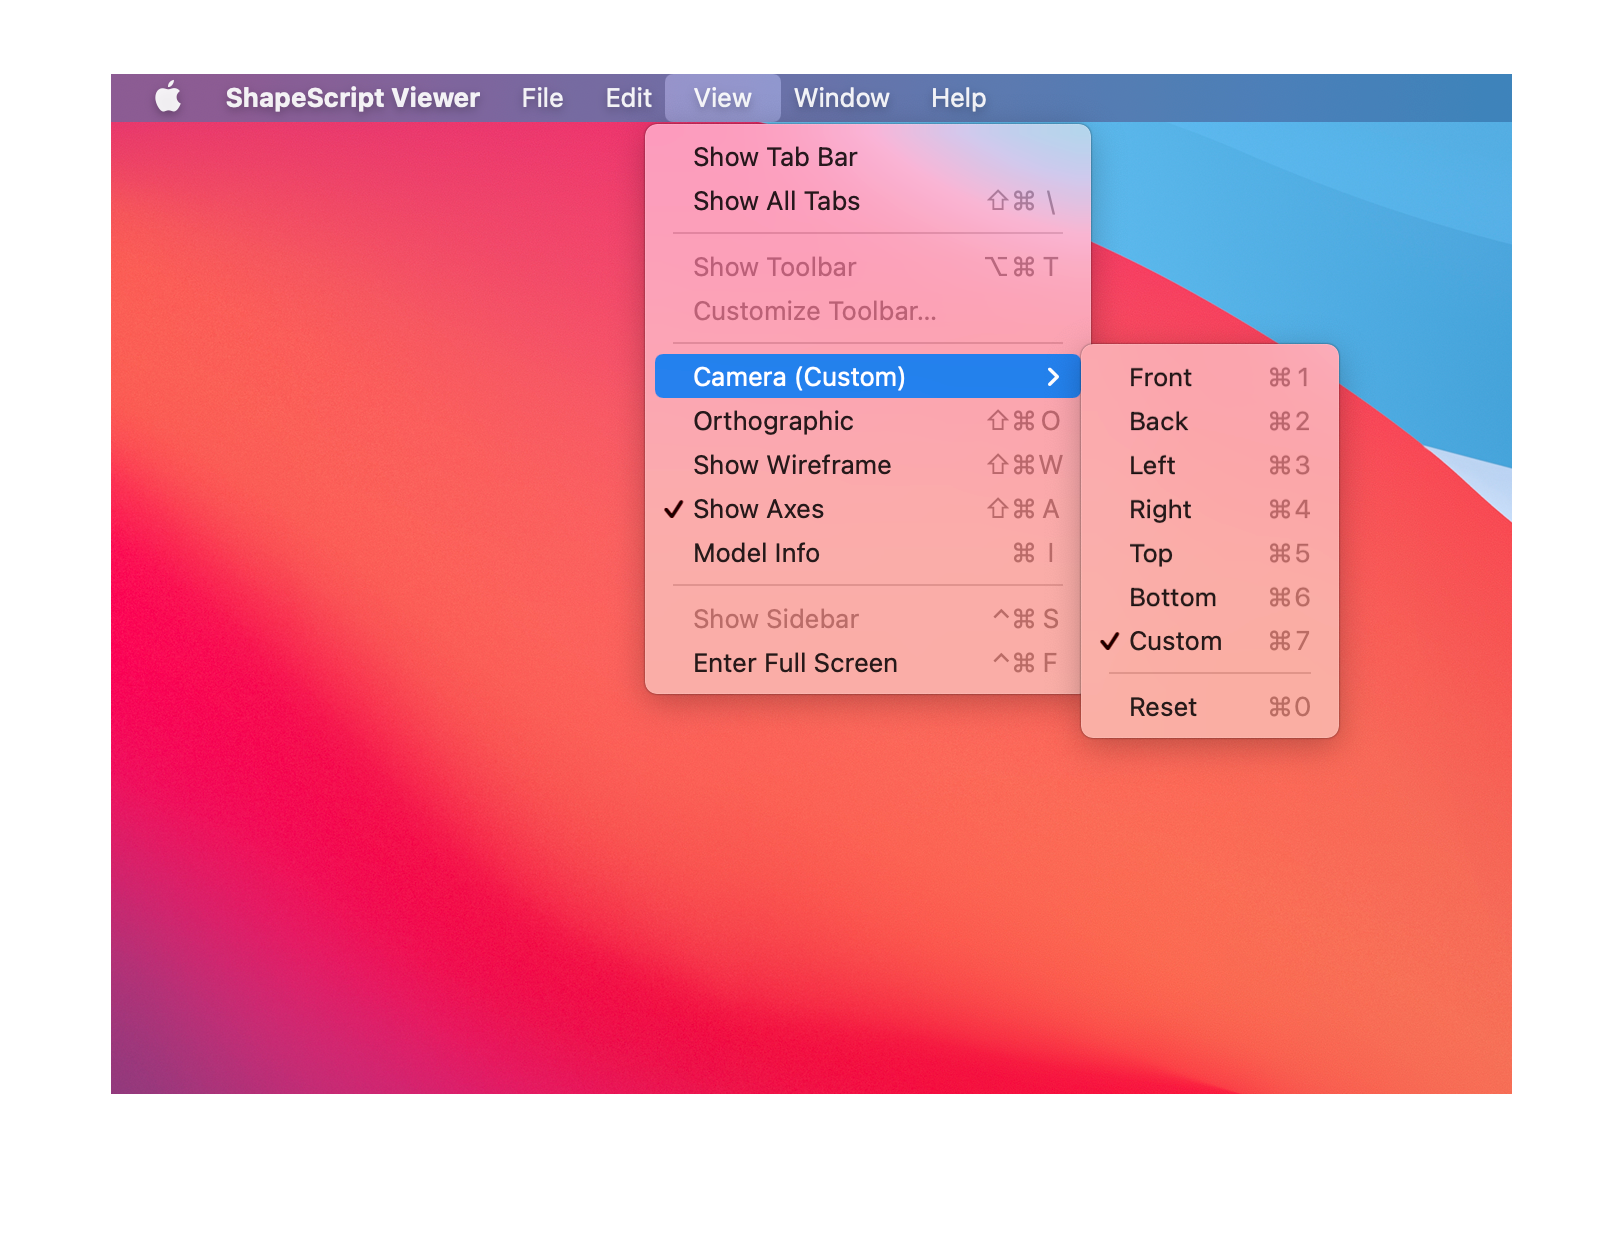 ShapeScript Viewer File Edit View Window Help
Show Tab Bar
Show All Tabs ⇧⌘ \
Show Toolbar ⌥⌘ T
Customize Toolbar...
Camera (Custom)
Orthographic ⇧⌘ O
Show Wireframe ⇧⌘ W
✓ Show Axes ⇧⌘ A
Model Info ⌘ I
Show Sidebar ^⌘ S
Enter Full Screen ^⌘ F
Front ⌘ 1
Back ⌘ 2
Left ⌘ 3
Right ⌘ 4
Top ⌘ 5
Bottom ⌘ 6
✓ Custom ⌘ 7
Reset ⌘ 0